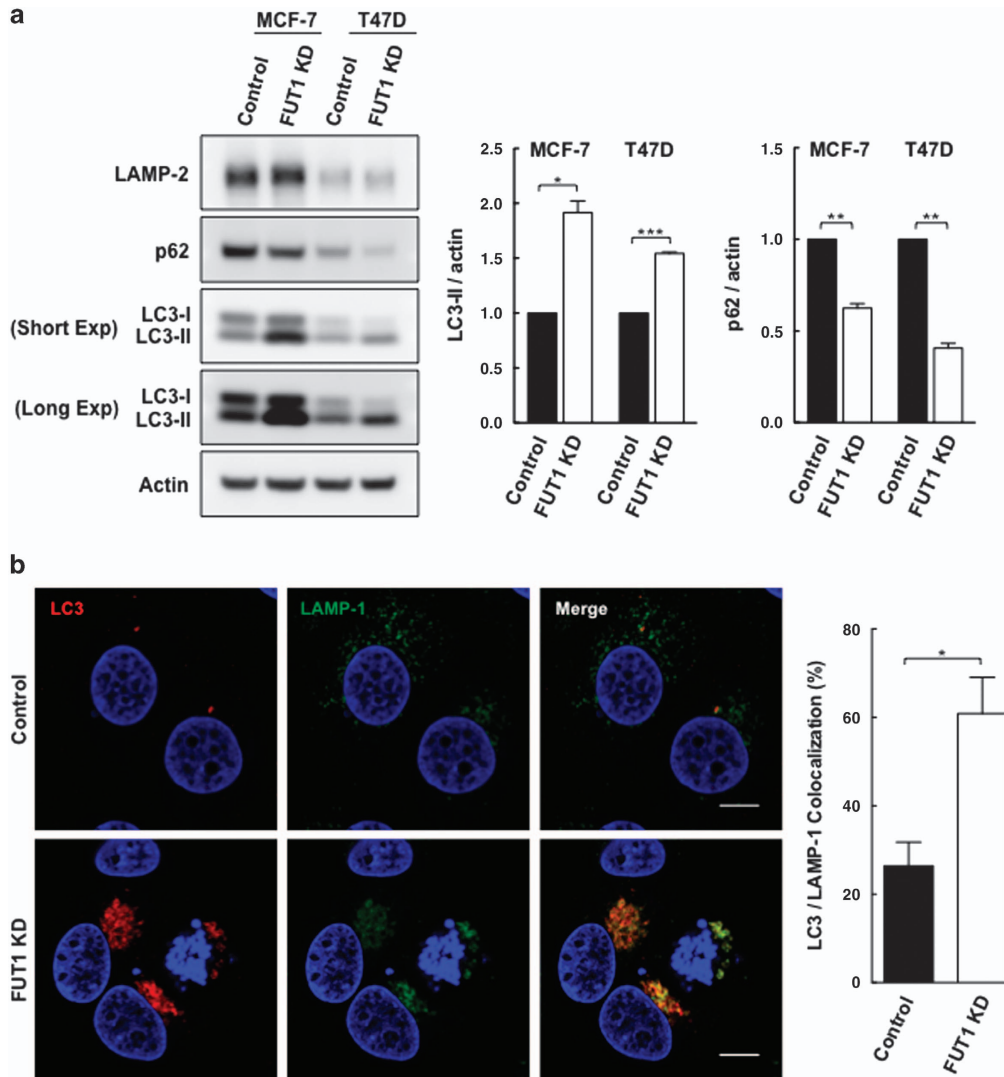 a
MCF-7 T47D
Control FUT1 KD Control FUT1 KD
LAMP-2
p62
(Short Exp) LC3-I
LC3-II
(Long Exp) LC3-I
LC3-II
Actin
LC3-II / actin
2.5
2.0
1.5
1.0
0.5
0.0
MCF-7 T47D
* ***
Control FUT1 KD Control FUT1 KD
p62 / actin
1.5
1.0
0.5
0.0
MCF-7 T47D
** **
Control FUT1 KD Control FUT1 KD
b
LC3 LAMP-1 Merge
Control
FUT1 KD
LC3 / LAMP-1 Colocalization (%)
80
60
40
20
0
*
Control FUT1 KD